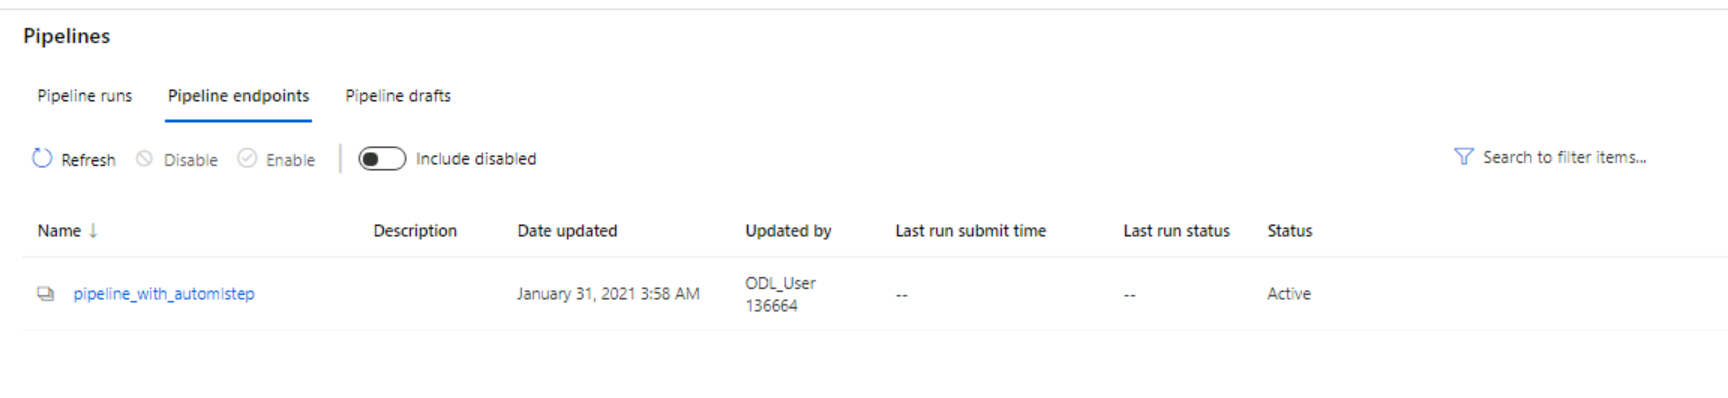 Pipelines
Pipeline runs Pipeline endpoints Pipeline drafts
Refresh Disable Enable Include disabled Search to filter items...
Name ↓ Description Date updated Updated by Last run submit time Last run status Status
pipeline_with_automlstep January 31, 2021 3:58 AM ODL_User 136664 -- -- Active